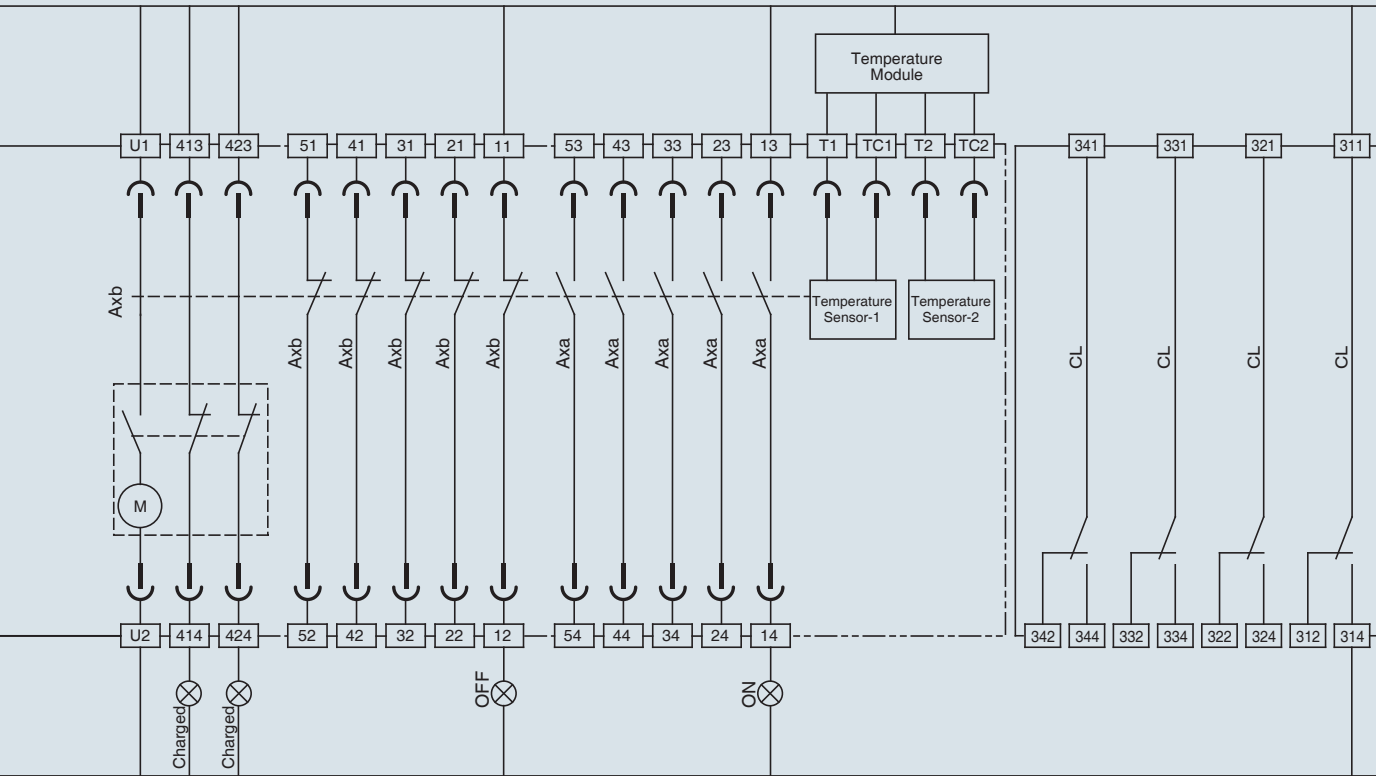 Temperature
Module
U1 413 423 51 41 31 21 11 53 43 33 23 13 T1 TC1 T2 TC2 341 331 321 311
Axb
Temperature
Sensor-1
Temperature
Sensor-2
Axb Axb Axb Axb Axb Axa Axa Axa Axa Axa CL CL CL CL
M
U2 414 424 52 42 32 22 12 54 44 34 24 14 342 344 332 334 322 324 312 314
OFF ON
Charged Charged